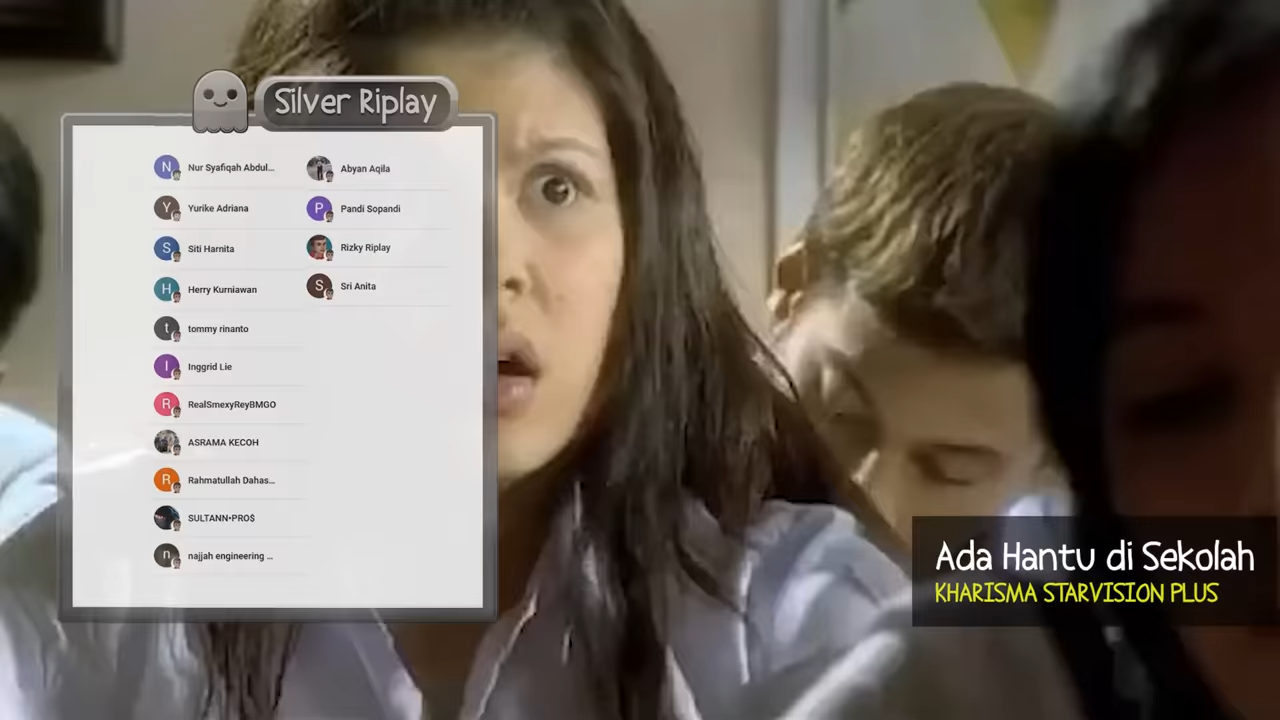 Silver Riplay
N Nur Syafiqah Abdul...
Y Yurike Adriana
S Siti Harnita
H Herry Kurniawan
t tommy rinanto
I Inggrid Lie
R RealSmexyReyBMGO
ASRAMA KECOH
R Rahmatullah Dahas...
SULTANN•PRO$
n najjah engineering ...
Abyan Aqila
P Pandi Sopandi
Rizky Riplay
S Sri Anita
Ada Hantu di Sekolah
KHARISMA STARVISION PLUS